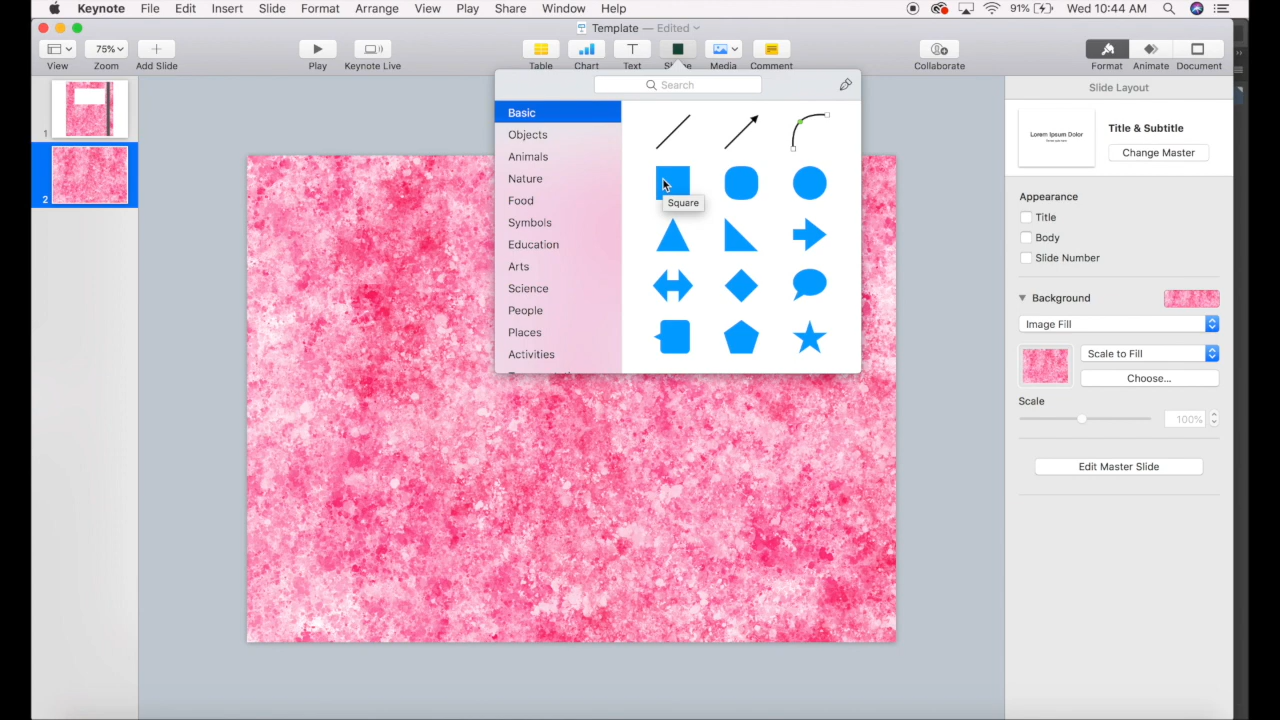 Keynote File Edit Insert Slide Format Arrange View Play Share Window Help 91% Wed 10:44 AM
Template — Edited
75%
View Zoom Add Slide Play Keynote Live Table Chart Text Media Comment Collaborate Format Animate Document
Search
Basic
Objects
Animals
Nature
Food
Symbols
Education
Arts
Science
People
Places
Activities
Square
1
2
Slide Layout
Lorem Ipsum Dolor
Title & Subtitle
Change Master
Appearance
Title
Body
Slide Number
Background
Image Fill
Scale to Fill
Choose...
Scale
100%
Edit Master Slide